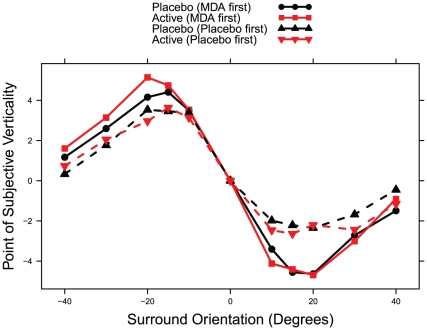 Placebo (MDA first)
Active (MDA first)
Placebo (Placebo first)
Active (Placebo first)
Point of Subjective Verticality
4
2
0
−2
−4
−40 −20 0 20 40
Surround Orientation (Degrees)